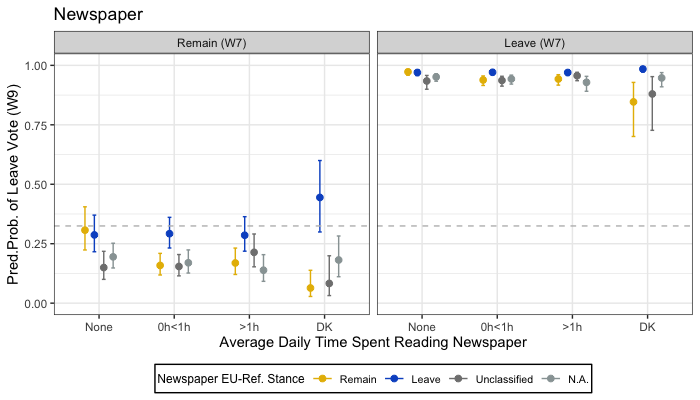 Newspaper
Remain (W7)
Leave (W7)
Pred.Prob. of Leave Vote (W9)
1.00
0.75
0.50
0.25
0.00
None
0h<1h
>1h
DK
None
0h<1h
>1h
DK
Average Daily Time Spent Reading Newspaper
Newspaper EU-Ref. Stance Remain Leave Unclassified N.A.